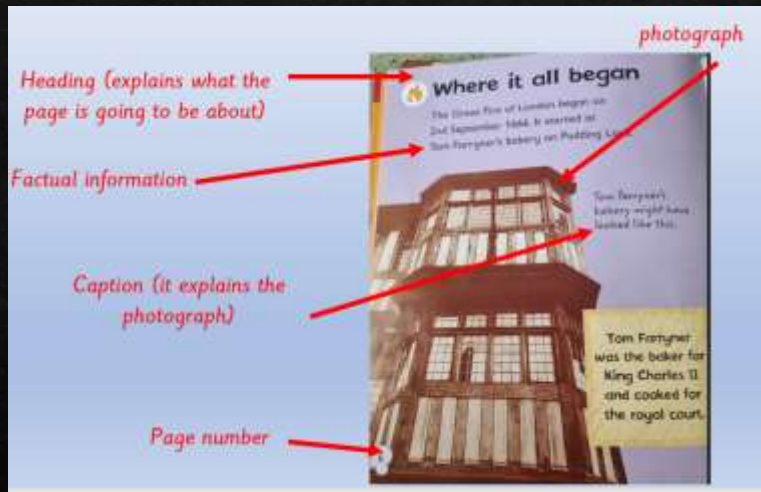 photograph
Heading (explains what the
page is going to be about)
Where it all began
The Great Fire of London began on
2nd September 1666. It started at
Tom Farryner's bakery on Pudding Lane.
Factual information
Tom Farryner's
bakery might have
looked like this.
Caption (it explains the
photograph)
Tom Farryner
was the baker for
King Charles II
and cooked for
the royal court.
Page number